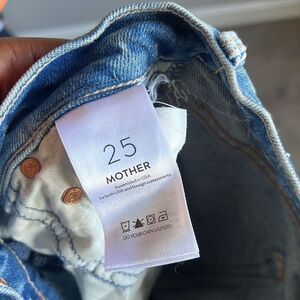 25
MOTHER
Assembled in USA
by both USA and foreign components
DO YOUR OWN LAUNDRY